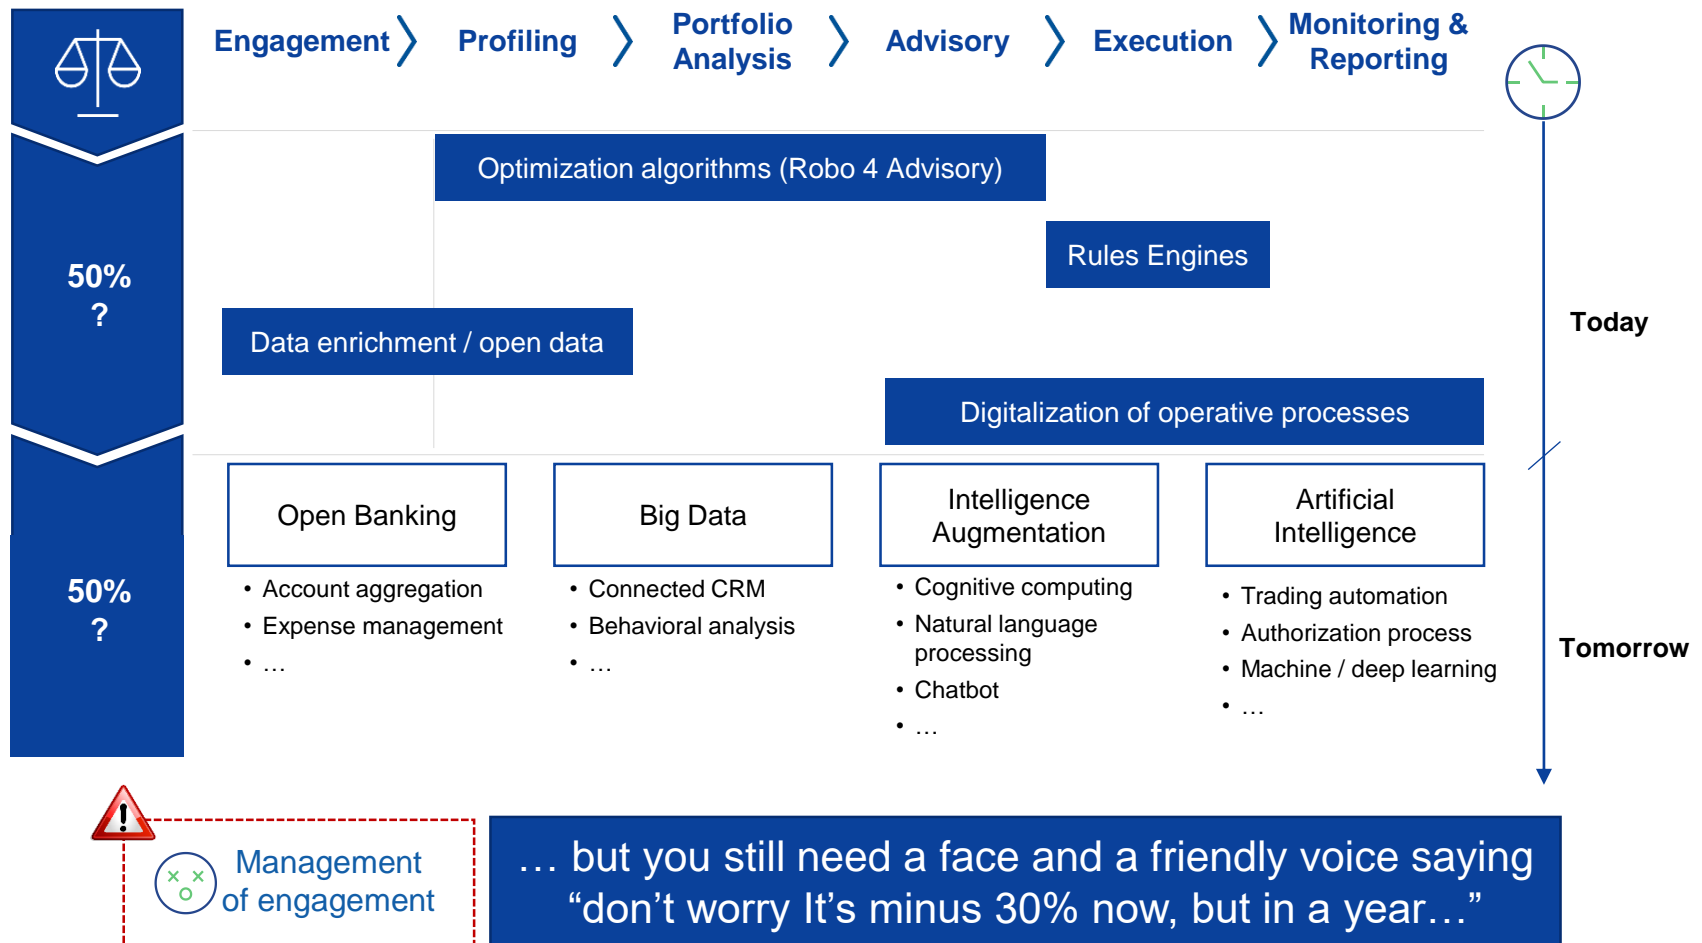 Engagement
Profiling
Portfolio
Analysis
Advisory
Execution
Monitoring &
Reporting
Optimization algorithms (Robo 4 Advisory)
Rules Engines
50%
?
Data enrichment / open data
Today
Digitalization of operative processes
Open Banking
• Account aggregation
• Expense management
• …
Big Data
• Connected CRM
• Behavioral analysis
• …
Intelligence
Augmentation
• Cognitive computing
• Natural language
processing
• Chatbot
• …
Artificial
Intelligence
• Trading automation
• Authorization process
• Machine / deep learning
• …
50%
?
Tomorrow
Management
of engagement
… but you still need a face and a friendly voice saying
“don’t worry It’s minus 30% now, but in a year…”